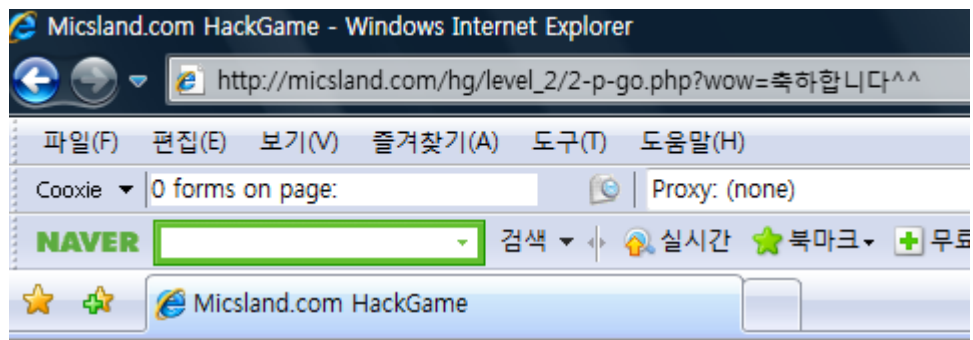 Micsland.com HackGame - Windows Internet Explorer
http://micsland.com/hg/level_2/2-p-go.php?wow=축하합니다^^
파일(F) 편집(E) 보기(V) 즐겨찾기(A) 도구(T) 도움말(H)
Cooxie 0 forms on page: Proxy: (none)
NAVER 검색 실시간 북마크 무료
Micsland.com HackGame